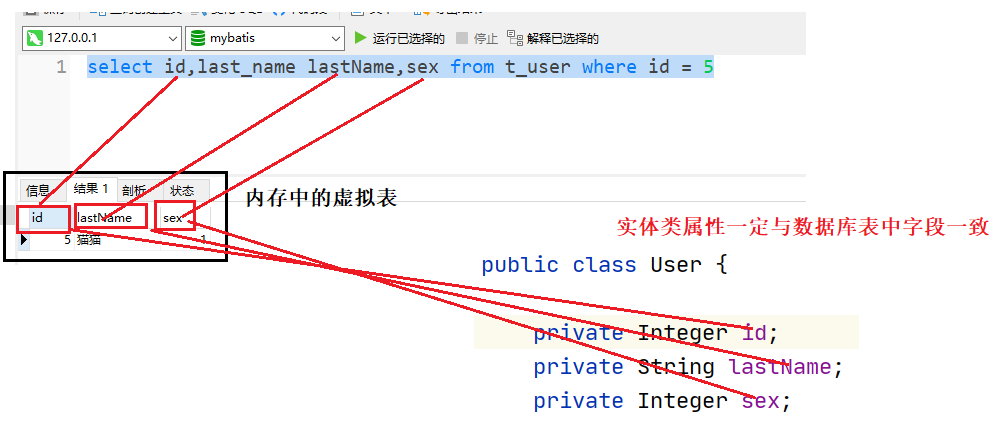 127.0.0.1 mybatis 运行已选择的 停止 解释已选择的
1 select id,last_name lastName,sex from t_user where id = 5
信息 结果 1 剖析 状态
内存中的虚拟表
id lastName sex
5 猫猫 1
实体类属性一定与数据库表中字段一致
public class User {
private Integer id;
private String lastName;
private Integer sex;